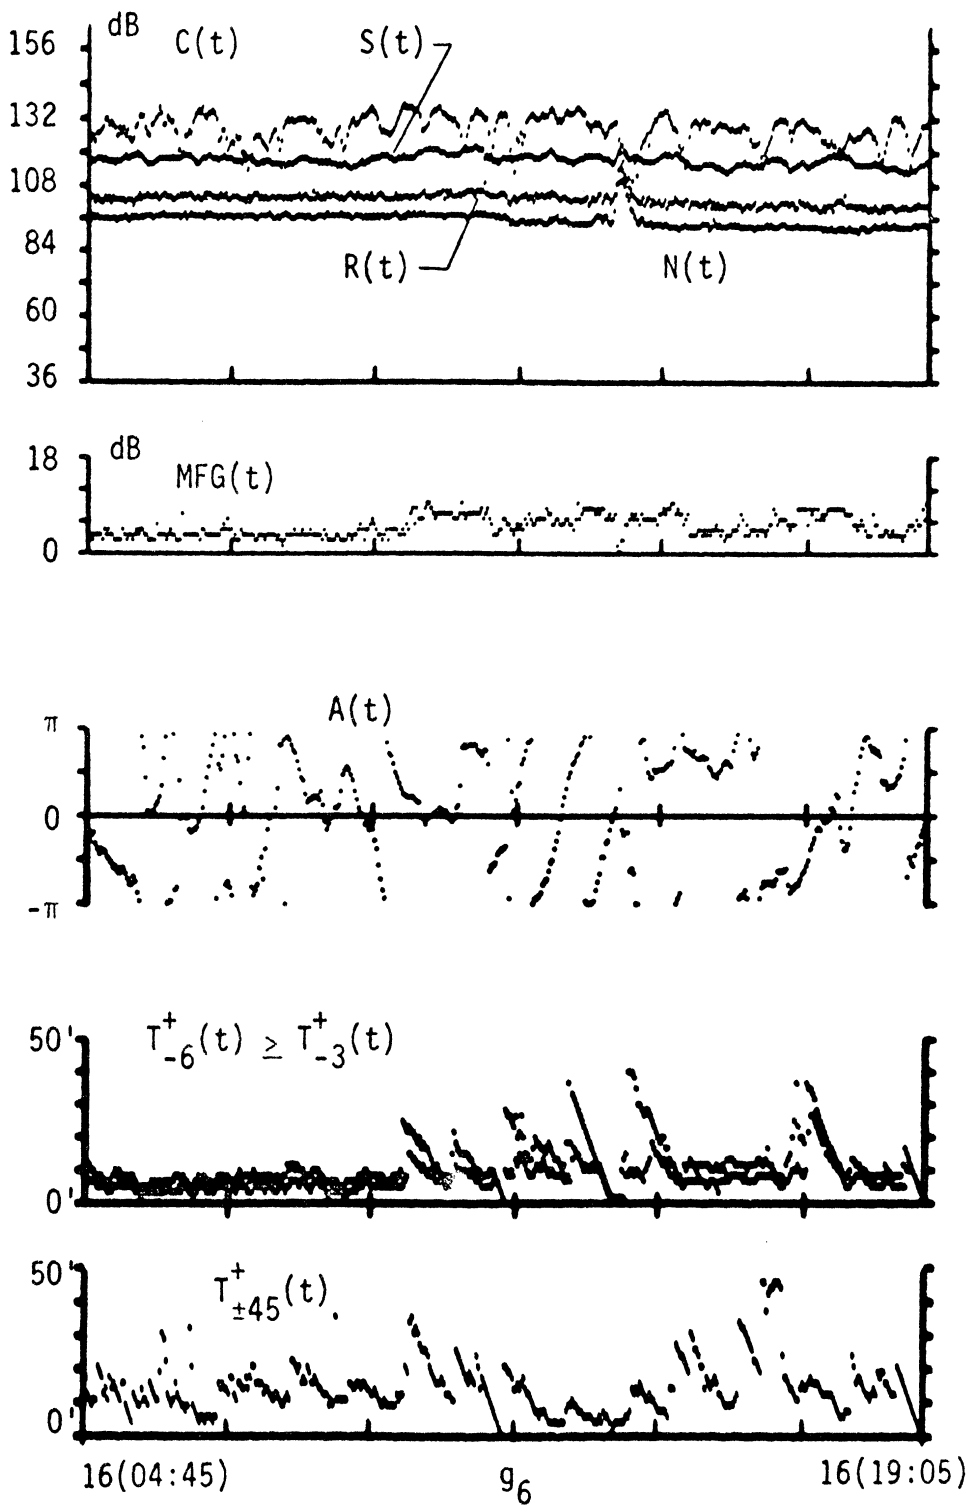 dB
156
C(t) S(t)
132
108
84
R(t) N(t)
60
36
dB
18
MFG(t)
0
A(t)
π
0
-π
50' T⁺₋₆(t) ≥ T⁺₋₃(t)
0'
50' T⁺±45(t)
0'
16(04:45) g₆ 16(19:05)